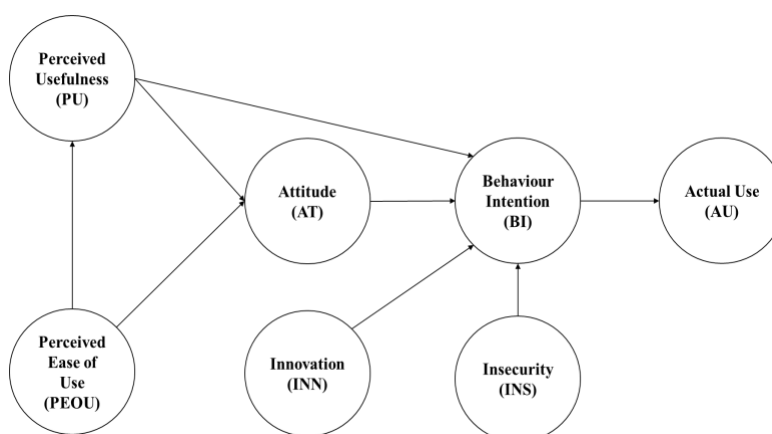 Perceived
Usefulness
(PU)
Attitude
(AT)
Behaviour
Intention
(BI)
Actual Use
(AU)
Perceived
Ease of
Use
(PEOU)
Innovation
(INN)
Insecurity
(INS)